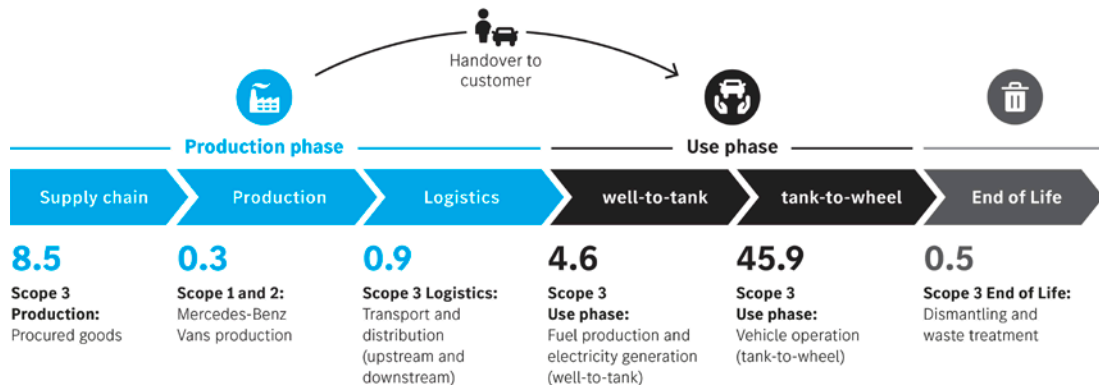 Handover to
customer
Production phase
Use phase
Supply chain
Production
Logistics
well-to-tank
tank-to-wheel
End of Life
8.5
Scope 3
Production:
Procured goods
0.3
Scope 1 and 2:
Mercedes-Benz
Vans production
0.9
Scope 3 Logistics:
Transport and
distribution
(upstream and
downstream)
4.6
Scope 3
Use phase:
Fuel production and
electricity generation
(well-to-tank)
45.9
Scope 3
Use phase:
Vehicle operation
(tank-to-wheel)
0.5
Scope 3 End of Life:
Dismantling and
waste treatment